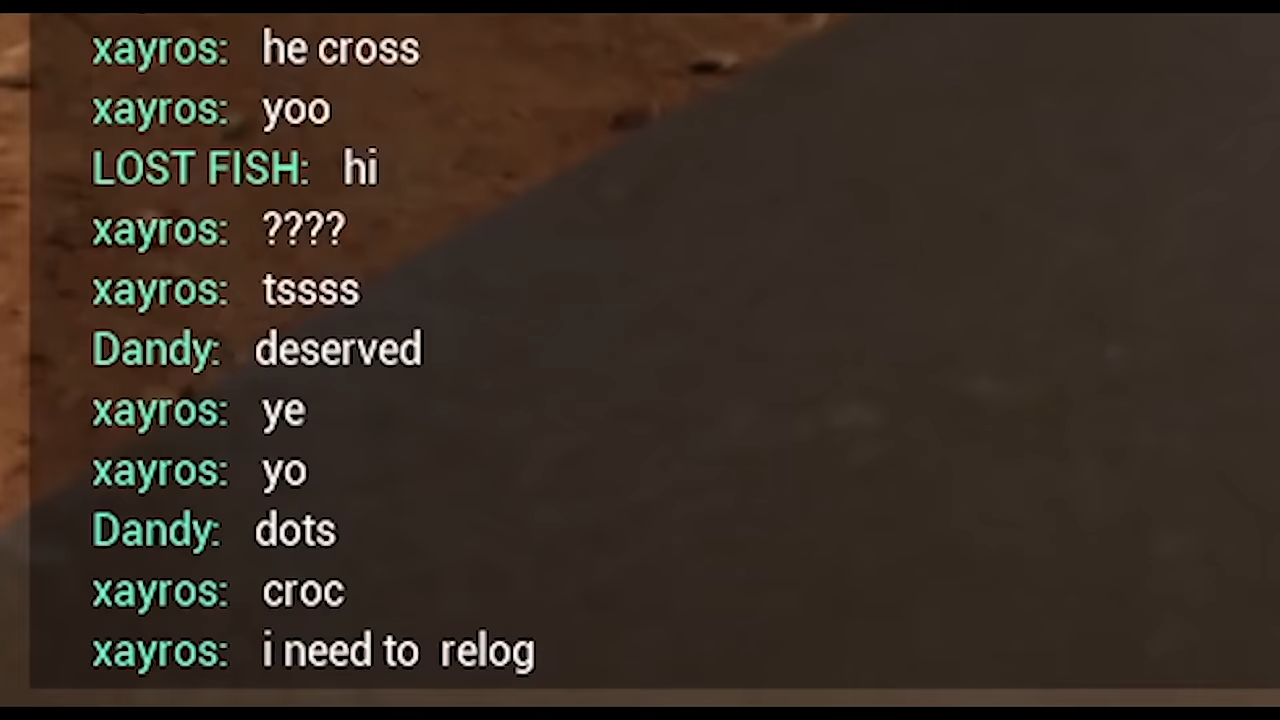 xayros: he cross
xayros: yoo
LOST FISH: hi
xayros: ????
xayros: tssss
Dandy: deserved
xayros: ye
xayros: yo
Dandy: dots
xayros: croc
xayros: i need to relog